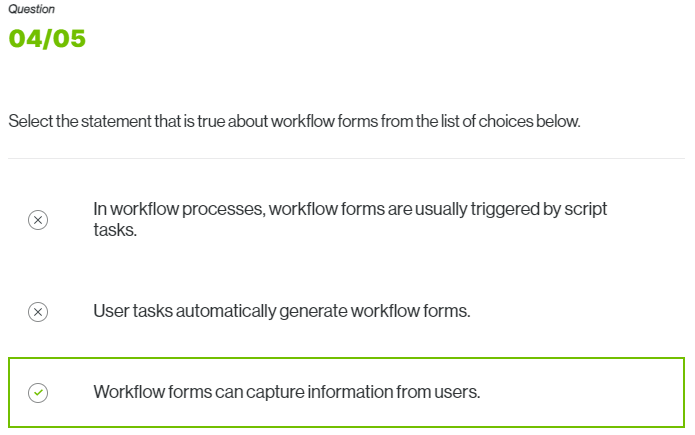 Question
04/05
Select the statement that is true about workflow forms from the list of choices below.
In workflow processes, workflow forms are usually triggered by script
tasks.
User tasks automatically generate workflow forms.
Workflow forms can capture information from users.